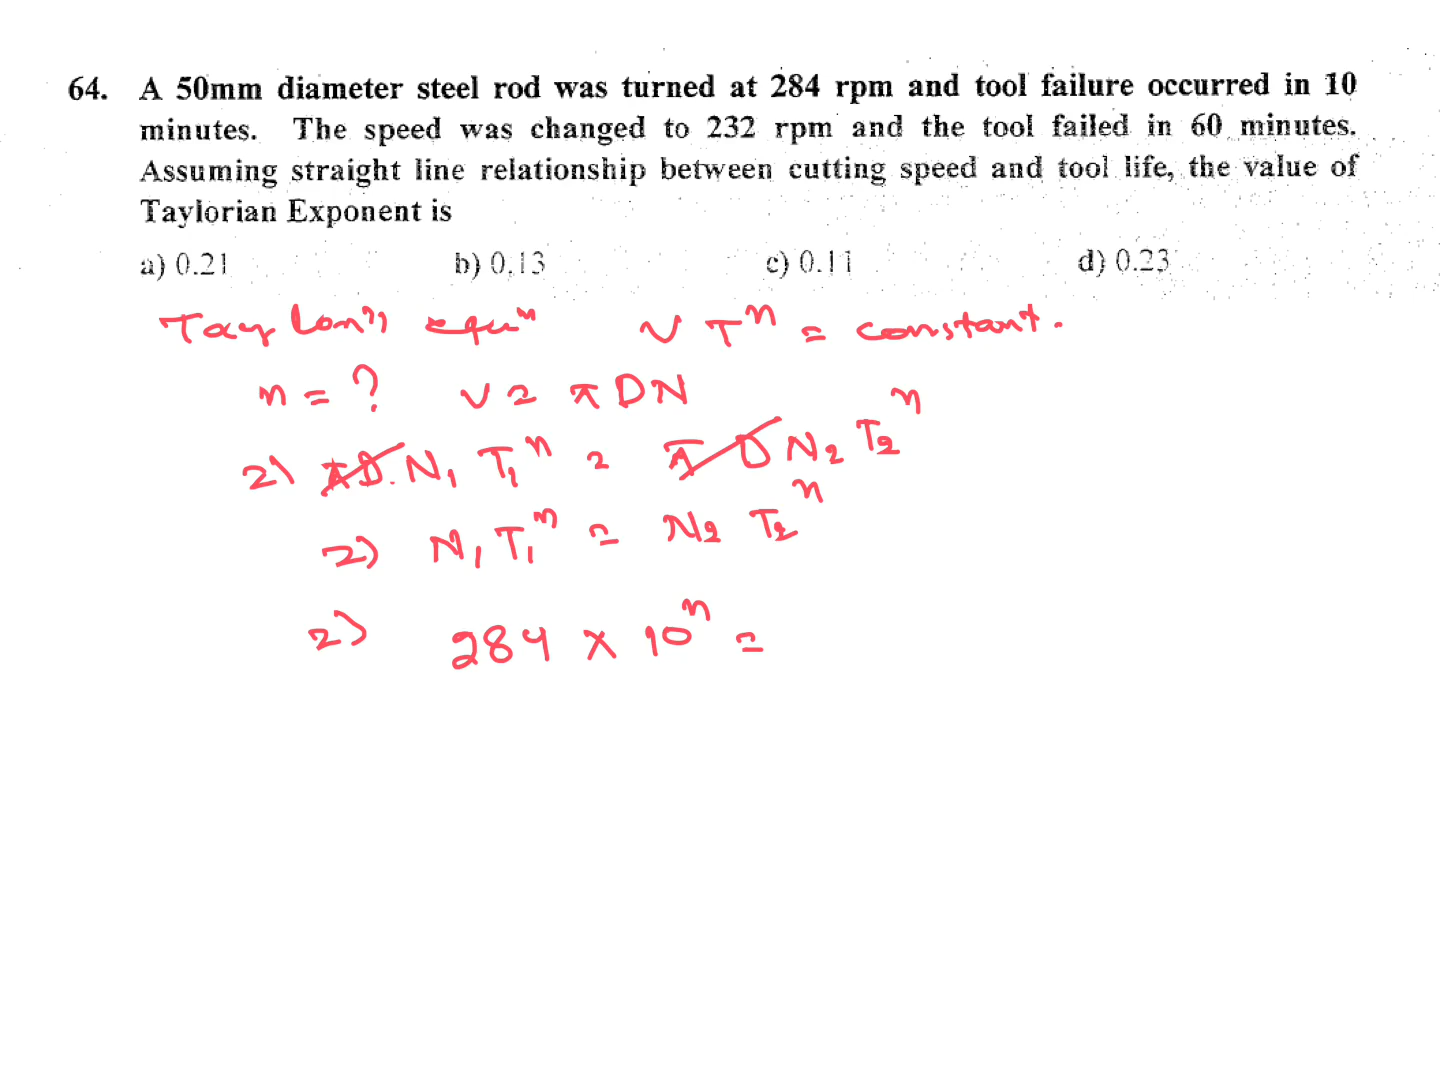 64. A 50mm diameter steel rod was turned at 284 rpm and tool failure occurred in 10
minutes. The speed was changed to 232 rpm and the tool failed in 60 minutes.
Assuming straight line relationship between cutting speed and tool life, the value of
Taylorian Exponent is
a) 0.21 b) 0.13 c) 0.11 d) 0.23
Taylor's equⁿ V Tⁿ = constant.
n = ? V = π D N
=) π D. N₁ T₁ⁿ = π D N₂ T₂ⁿ
=) N₁ T₁ⁿ = N₂ T₂ⁿ
=) 284 × 10ⁿ =